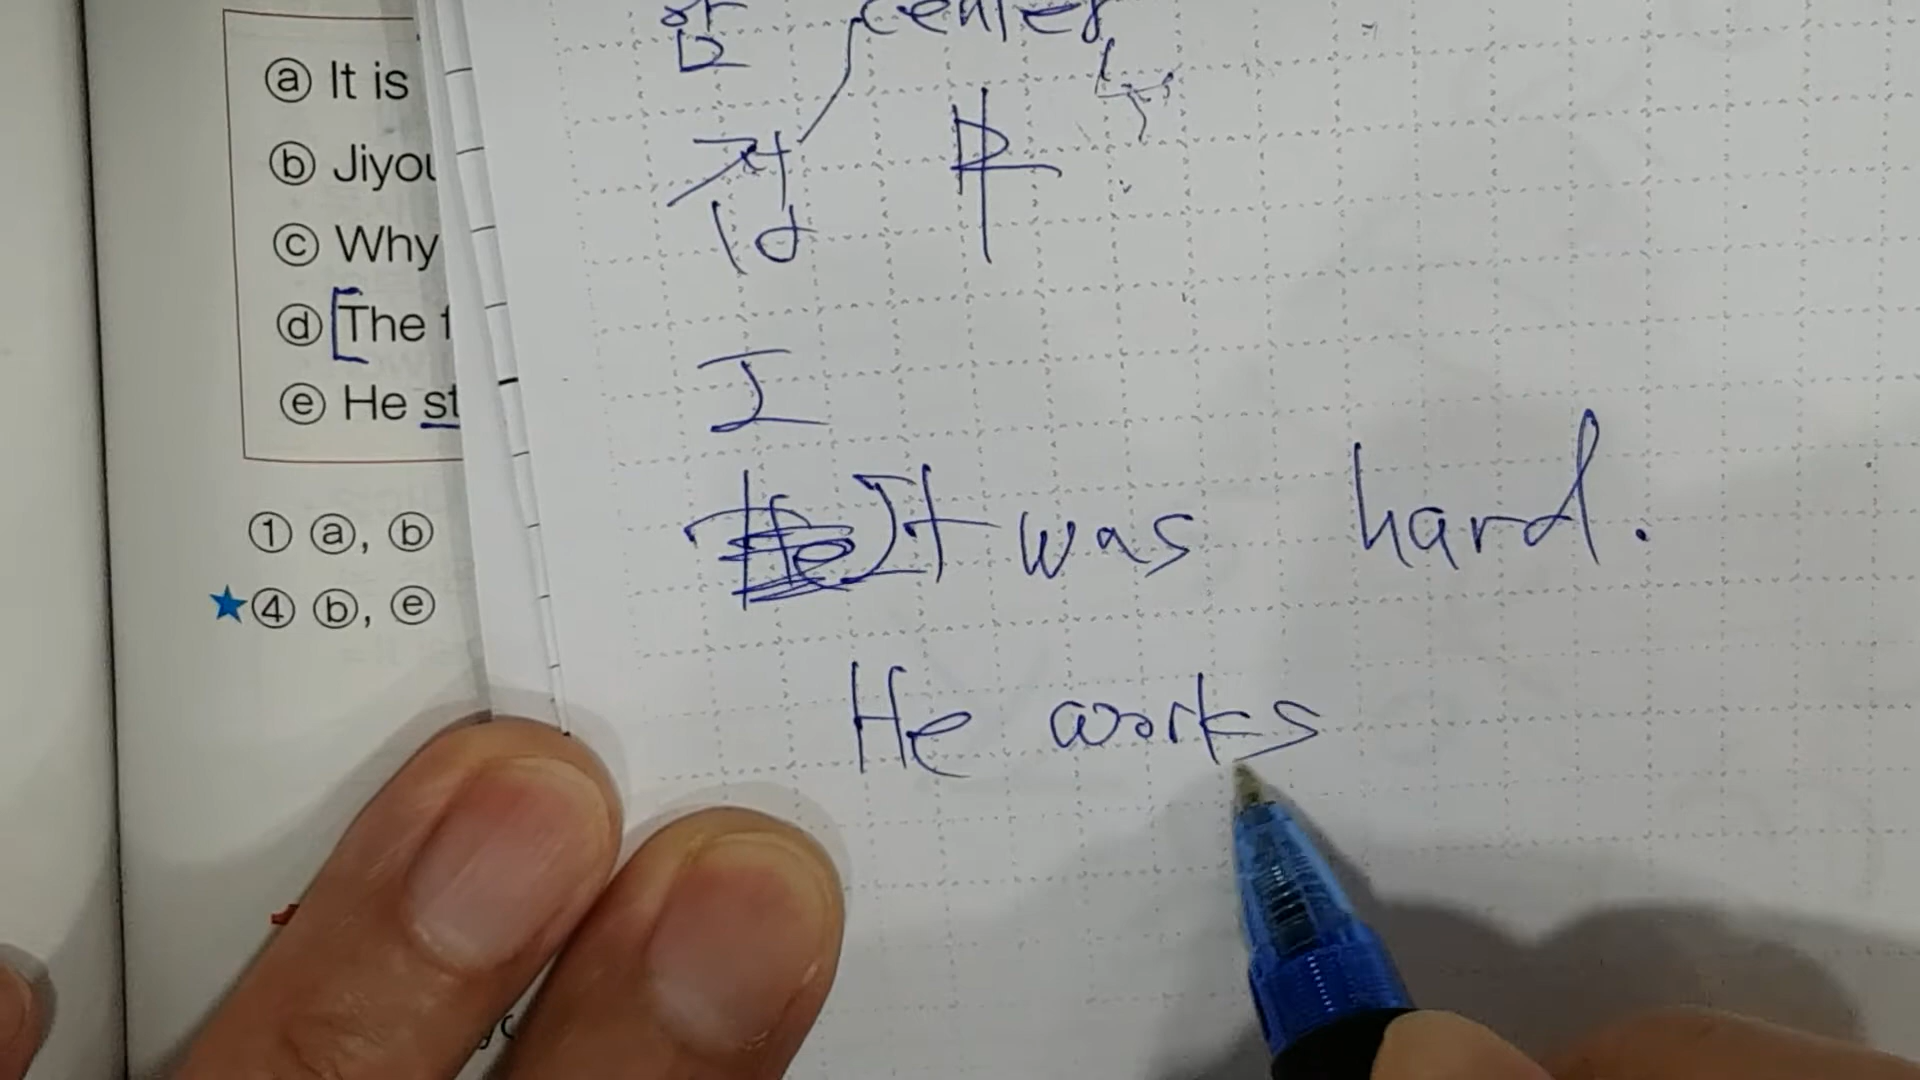 ⓐ It is
ⓑ Jiyou
ⓒ Why
ⓓ [The f
ⓔ He st
① ⓐ, ⓑ
★④ ⓑ, ⓔ
center
I
It was hard.
He works